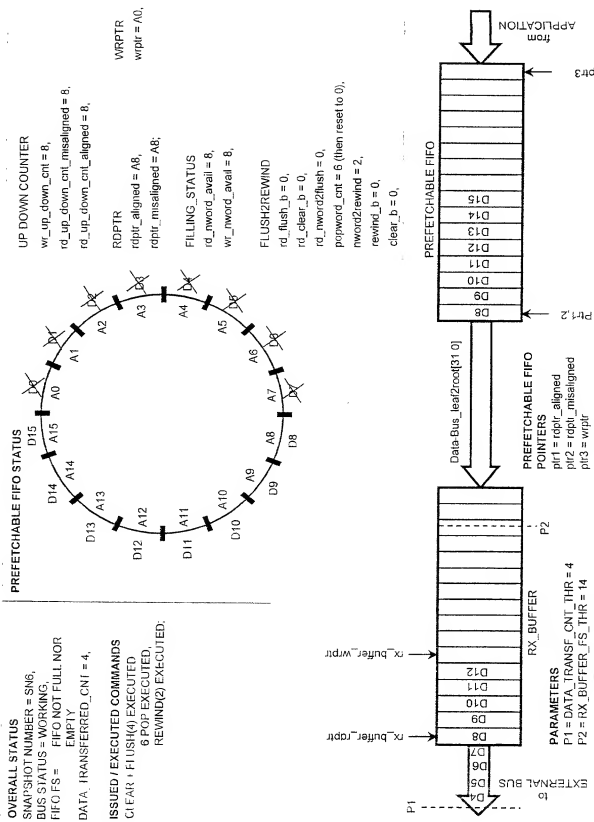 OVERALL STATUS
SNAPSHOT NUMBER = SN6,
BUS STATUS = WORKING,
FIFO FS = FIFO NOT FULL NOR
EMPTY
DATA_TRANSFERRED_CNT = 4,
ISSUED / EXECUTED COMMANDS
CLEAR + FLUSH(4) EXECUTED
6 POP EXECUTED,
REWIND(2) EXECUTED;
PREFETCHABLE FIFO STATUS
D0
D1
D2
D3
D4
D5
D6
D7
D8
D9
D10
D11
D12
D13
D14
D15
A0
A1
A2
A3
A4
A5
A6
A7
A8
A9
A10
A11
A12
A13
A14
A15
UP DOWN COUNTER
wr_up_down_cnt = 8,
rd_up_down_cnt_misaligned = 8,
rd_up_down_cnt_aligned = 8,
RDPTR
rdptr_aligned = A8,
rdptr_misaligned = A8;
WRPTR
wrptr = A0,
FILLING_STATUS
rd_nword_avail = 8,
wr_nword_avail = 8,
FLUSH2REWIND
rd_flush_b = 0,
rd_clear_b = 0,
rd_nword2flush = 0,
popword_cnt = 6 (then reset to 0),
nword2rewind = 2,
rewind_b = 0,
clear_b = 0,
P1
to
EXTERNAL BUS
D4
D5
D6
D7
D8
D9
D10
D11
D12
rx_buffer_rdptr
rx_buffer_wrptr
RX_BUFFER
P2
PARAMETERS
P1 = DATA_TRANSF_CNT_THR = 4
P2 = RX_BUFFER_FS_THR = 14
Data-Bus_leaf2root[31 0]
PREFETCHABLE FIFO
POINTERS
ptr1 = rdptr_aligned
ptr2 = rdptr_misaligned
ptr3 = wrptr
PREFETCHABLE FIFO
D8
D9
D10
D11
D12
D13
D14
D15
Ptr1,2
ptr3
from
APPLICATION